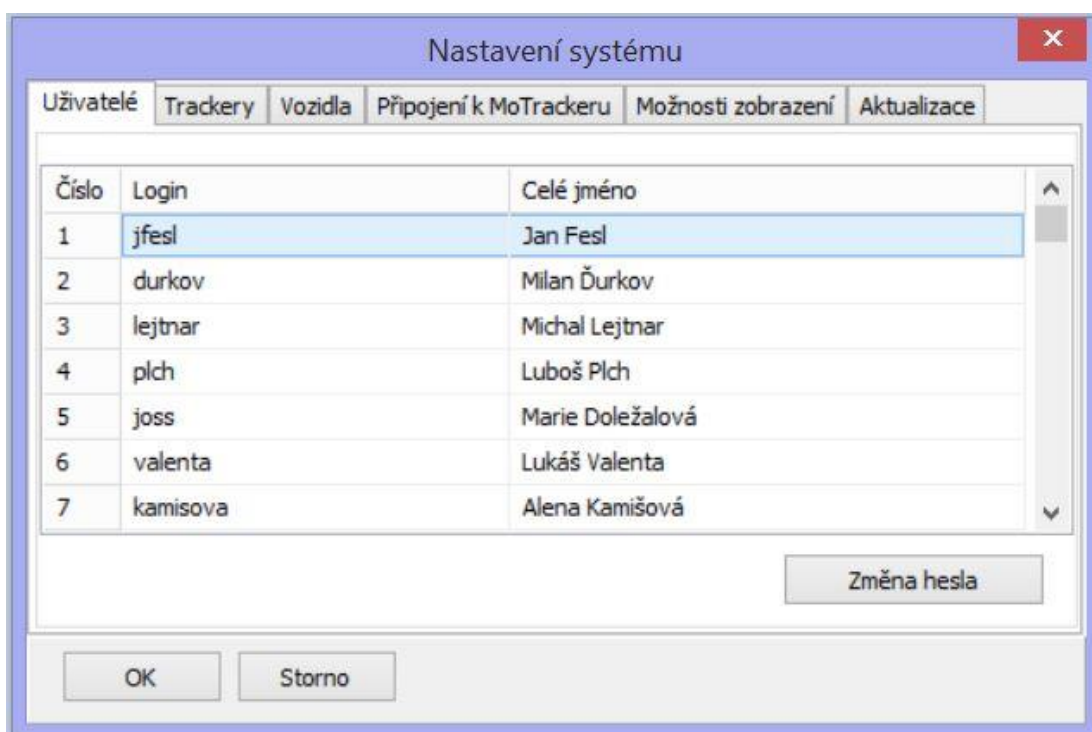 Nastavení systému
Uživatelé Trackery Vozidla Připojení k MoTrackeru Možnosti zobrazení Aktualizace
Číslo Login Celé jméno
1 jfesl Jan Fesl
2 durkov Milan Ďurkov
3 lejtnar Michal Lejtnar
4 plch Luboš Plch
5 joss Marie Doležalová
6 valenta Lukáš Valenta
7 kamisova Alena Kamišová
Změna hesla
OK Storno